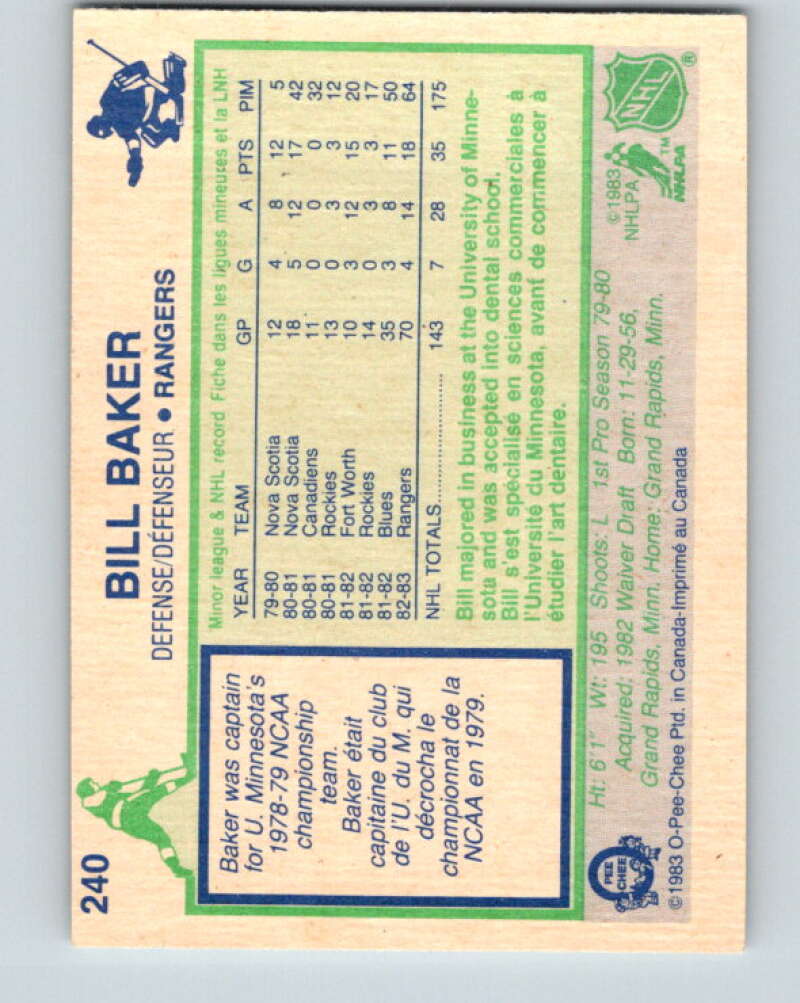 240
BILL BAKER
DEFENSE/DÉFENSEUR • RANGERS
Baker was captain
for U. Minnesota's
1978-79 NCAA
championship
team.
Baker était
capitaine du club
de l'U. du M. qui
décrocha le
championnat de la
NCAA en 1979.
Minor league & NHL record Fiche dans les ligues mineures et la LNH
YEAR TEAM GP G A PTS PIM
79-80 Nova Scotia 12 4 8 12 5
80-81 Nova Scotia 18 5 12 17 42
80-81 Canadiens 11 0 0 0 32
80-81 Rockies 13 0 3 3 12
81-82 Fort Worth 10 3 12 15 20
81-82 Rockies 14 0 3 3 17
81-82 Blues 35 3 8 11 50
82-83 Rangers 70 4 14 18 64
NHL TOTALS.................... 143 7 28 35 175
Bill majored in business at the University of Minne-
sota and was accepted into dental school.
Bill s'est spécialisé en sciences commerciales à
l'Université du Minnesota, avant de commencer à
étudier l'art dentaire.
Ht: 6'1" Wt: 195 Shoots: L 1st Pro Season 79-80
Acquired: 1982 Waiver Draft Born: 11-29-56,
Grand Rapids, Minn. Home: Grand Rapids, Minn.
©1983
NHLPA
NHLPA™
NHL®
O
PEE
CHEE
©1983 O-Pee-Chee Ptd. in Canada-Imprimé au Canada